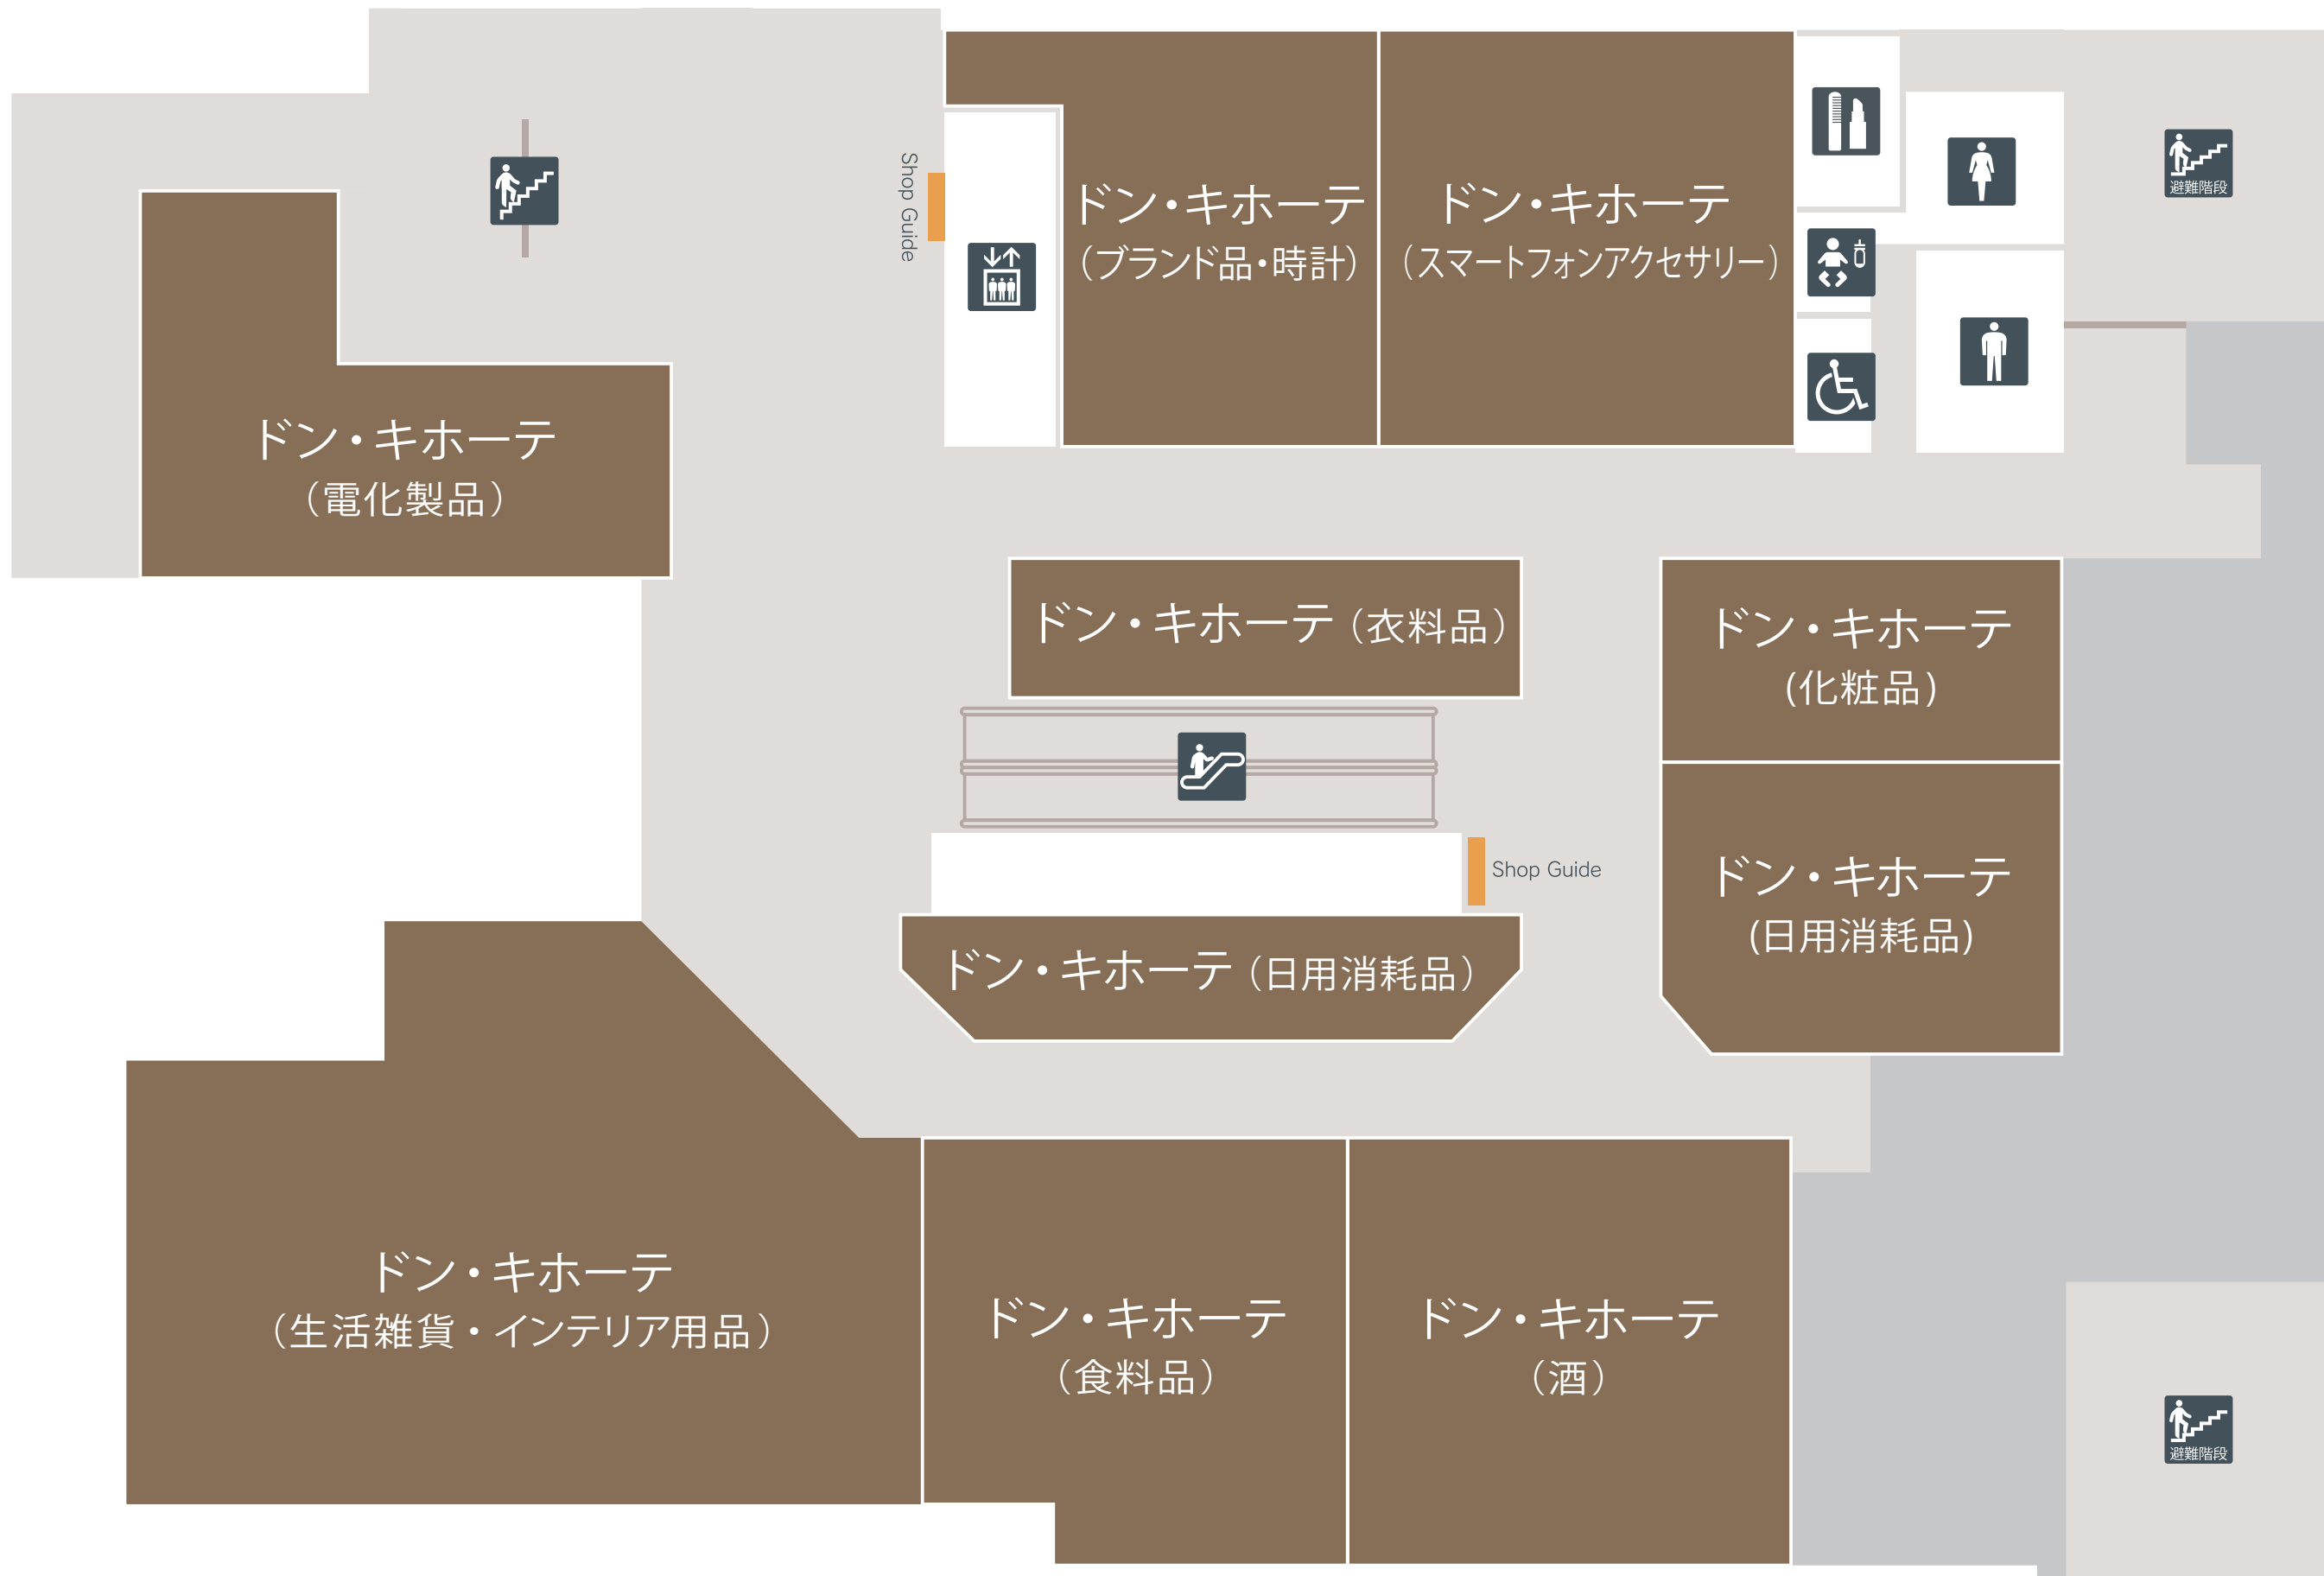 Shop Guide
ドン・キホーテ
(ブランド品・時計)
ドン・キホーテ
(スマートフォンアクセサリー)
避難階段
ドン・キホーテ
(電化製品)
ドン・キホーテ(衣料品)
ドン・キホーテ
(化粧品)
Shop Guide
ドン・キホーテ
(日用消耗品)
ドン・キホーテ(日用消耗品)
ドン・キホーテ
(生活雑貨・インテリア用品)
ドン・キホーテ
(食料品)
ドン・キホーテ
(酒)
避難階段